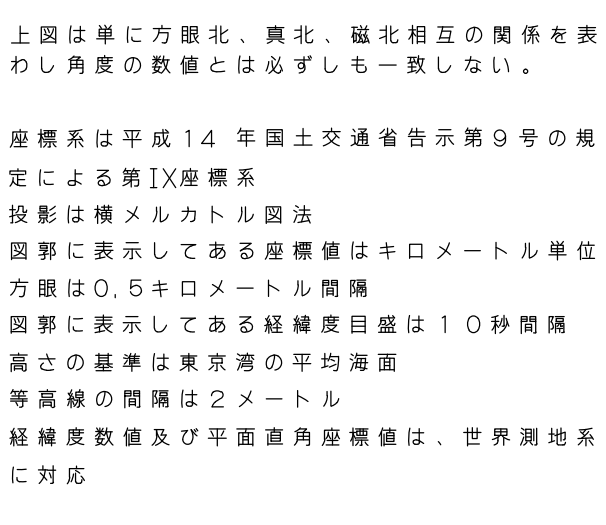 上図は単に方眼北、真北、磁北相互の関係を表
わし角度の数値とは必ずしも一致しない。
座標系は平成14 年国土交通省告示第9号の規
定による第IX座標系
投影は横メルカトル図法
図郭に表示してある座標値はキロメートル単位
方眼は0,5キロメートル間隔
図郭に表示してある経緯度目盛は10秒間隔
高さの基準は東京湾の平均海面
等高線の間隔は2メートル
経緯度数値及び平面直角座標値は、世界測地系
に対応